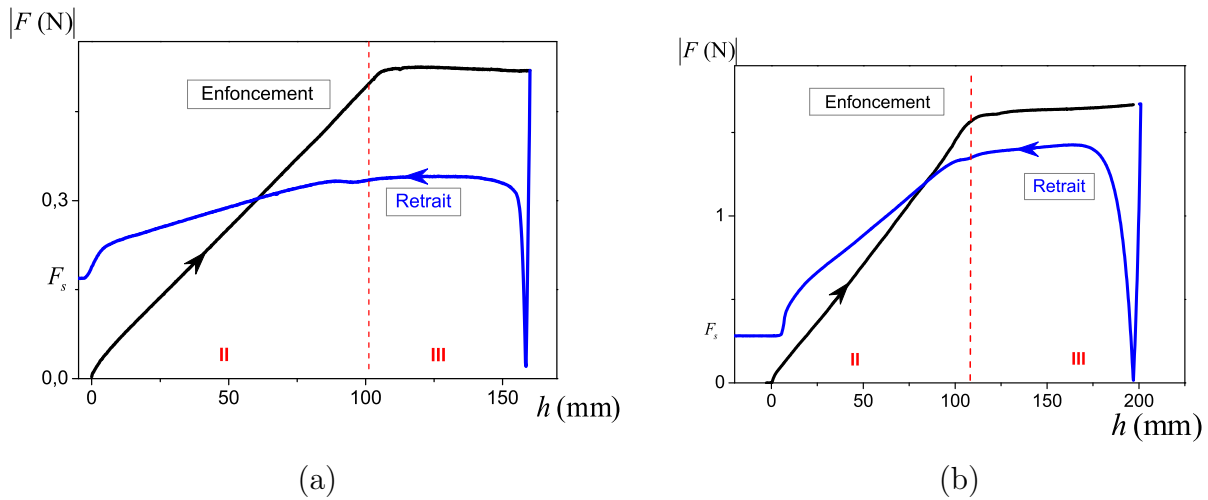 |F (N)|
Enfoncement
0,3
Retrait
F_s
II
III
0,0
0
50
100
150
h (mm)
(a)
|F (N)|
Enfoncement
Retrait
1
F_s
II
III
0
0
50
100
150
200
h (mm)
(b)